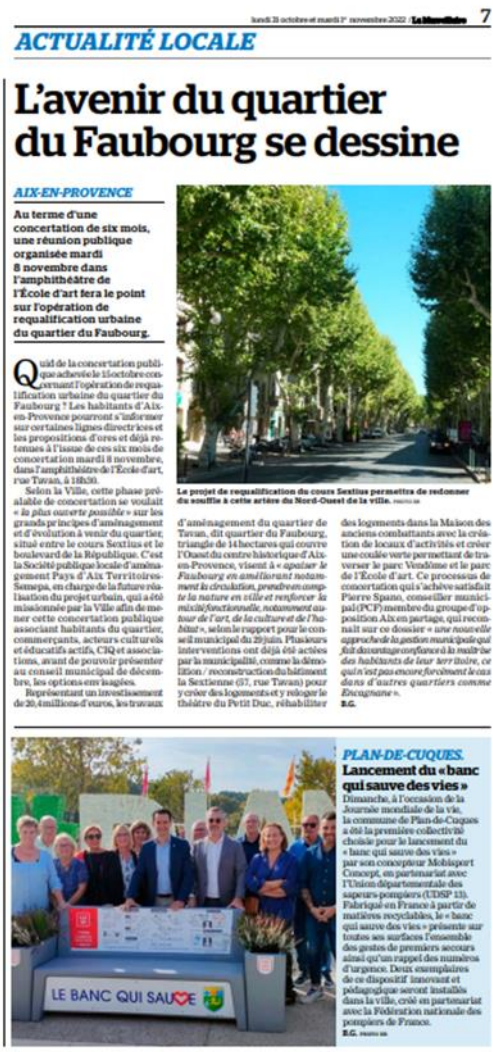 lundi 31 octobre et mardi 1er novembre 2022 / La Marseillaise 7
ACTUALITÉ LOCALE
L’avenir du quartier
du Faubourg se dessine
AIX-EN-PROVENCE
Au terme d’une
concertation de six mois,
une réunion publique
organisée mardi
8 novembre dans
l’amphithéâtre de
l’École d’art fera le point
sur l’opération de
requalification urbaine
du quartier du Faubourg.
Quid de la concertation publi-
que achevée le 15 octobre con-
cernant l’opération de requa-
lification urbaine du quartier du
Faubourg ? Les habitants d’Aix-
en-Provence pourront s’informer
sur certaines lignes directrices et
les propositions d’ores et déjà re-
tenues à l’issue de ces six mois de
concertation mardi 8 novembre,
dans l’amphithéâtre de l’École d’art,
rue Tavan, à 18h30.
Selon la Ville, cette phase pré-
alable de concertation se voulait
« la plus ouverte possible » sur les
grands principes d’aménagement
et d’évolution à venir du quartier,
situé entre le cours Sextius et le
boulevard de la République. C’est
la Société publique locale d’aména-
gement Pays d’Aix Territoires-
Semepa, en charge de la future réa-
lisation du projet urbain, qui a été
missionnée par la Ville afin de me-
ner cette concertation publique
associant habitants du quartier,
commerçants, acteurs culturels
et éducatifs actifs, CIQ et associa-
tions, avant de pouvoir présenter
au conseil municipal de décem-
bre, les options envisagées.
Représentant un investissement
de 20,4 millions d’euros, les travaux
Le projet de requalification du cours Sextius permettra de redonner
du souffle à cette artère du Nord-Ouest de la ville. PHOTO BR
d’aménagement du quartier de
Tavan, dit quartier du Faubourg,
triangle de 14 hectares qui couvre
l’Ouest du centre historique d’Aix-
en-Provence, visent à « apaiser le
Faubourg en améliorant notam-
ment la circulation, prendre en comp-
te la nature en ville et renforcer la
mixité fonctionnelle, notamment au-
tour de l’art, de la culture et de l’ha-
bitat », selon le rapport pour le con-
seil municipal du 29 juin. Plusieurs
interventions ont déjà été actées
par la municipalité, comme la démo-
lition / reconstruction du bâtiment
la Sextienne (37, rue Tavan) pour
y créer des logements et y reloger le
théâtre du Petit Duc, réhabiliter
des logements dans la Maison des
anciens combattants avec la créa-
tion de locaux d’activités et créer
une coulée verte permettant de tra-
verser le parc Vendôme et le parc
de l’École d’art. Ce processus de
concertation qui s’achève satisfait
Pierre Spano, conseiller munici-
pal (PCF) membre du groupe d’op-
position Aix en partage, qui recon-
naît sur ce dossier « une nouvelle
approche de la gestion municipale qui
fait davantage confiance à la maîtrise
des habitants de leur territoire, ce
qui n’est pas encore forcément le cas
dans d’autres quartiers comme
Encagnane ».
B.G.
PLAN-DE-CUQUES.
Lancement du « banc
qui sauve des vies »
Dimanche, à l’occasion de la
Journée mondiale de la vie,
la commune de Plan-de-Cuques
a été la première collectivité
choisie pour le lancement du
« banc qui sauve des vies »
par son concepteur Mobisport
Concept, en partenariat avec
l’Union départementale des
sapeurs-pompiers (UDSP 13).
Fabriqué en France à partir de
matières recyclables, le « banc
qui sauve des vies » présente sur
toutes ses surfaces l’ensemble
des gestes de premiers secours
ainsi qu’un rappel des numéros
d’urgence. Deux exemplaires
de ce dispositif innovant et
pédagogique seront installés
dans la ville, créé en partenariat
avec la Fédération nationale des
pompiers de France.
B.G. PHOTO BR
LE BANC QUI SAUVE